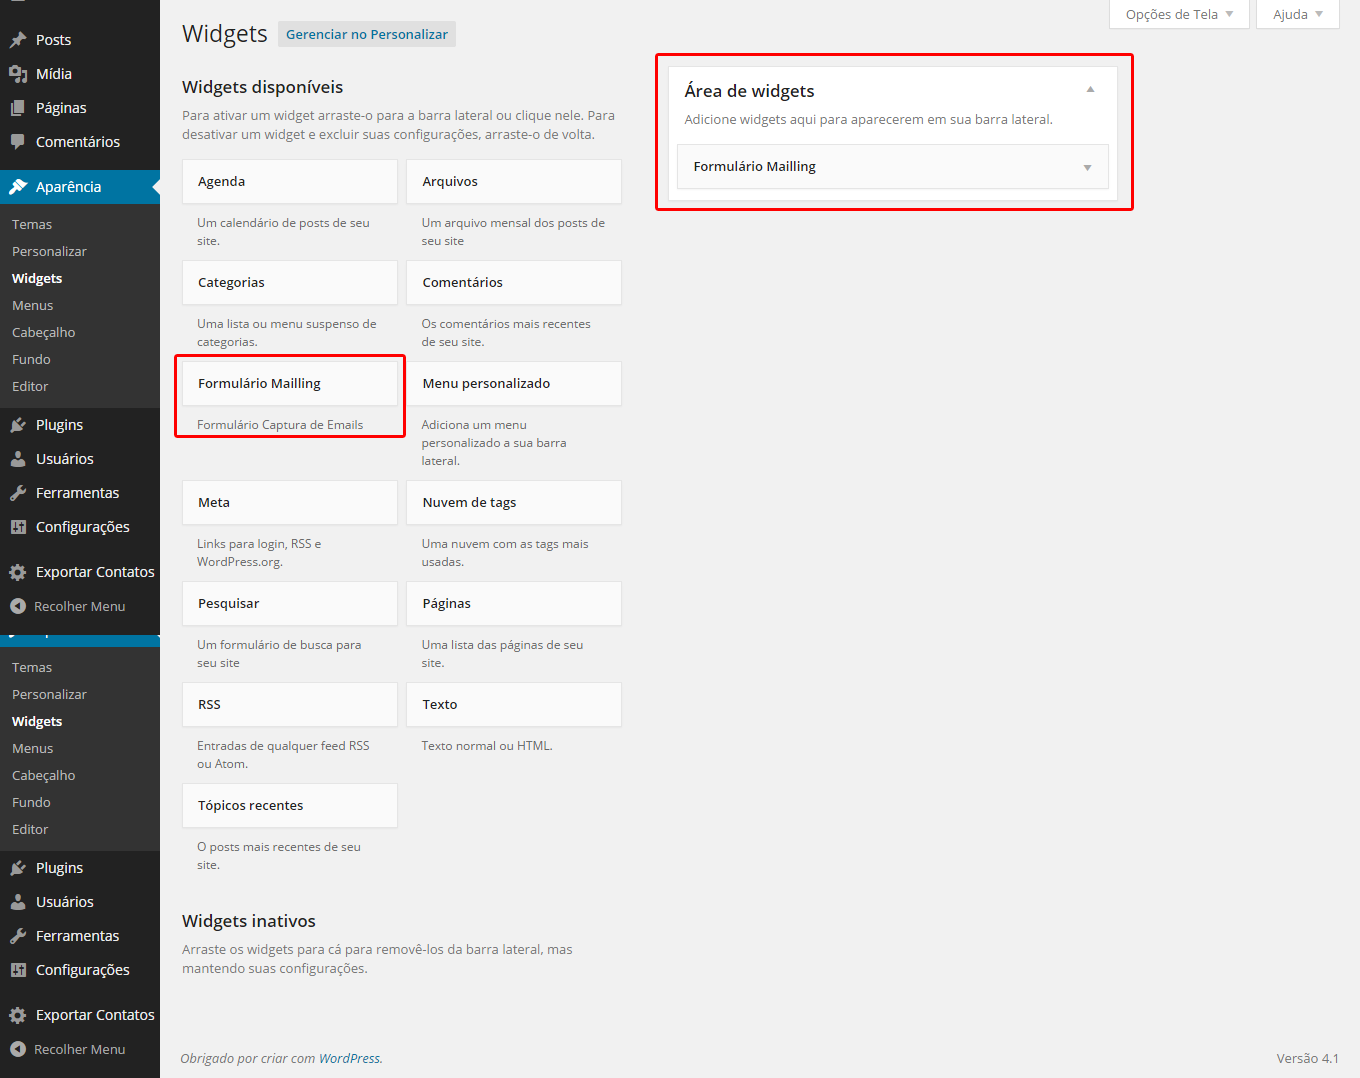 Posts
Mídia
Páginas
Comentários
Aparência
Temas
Personalizar
Widgets
Menus
Cabeçalho
Fundo
Editor
Plugins
Usuários
Ferramentas
Configurações
Exportar Contatos
Recolher Menu
Temas
Personalizar
Widgets
Menus
Cabeçalho
Fundo
Editor
Plugins
Usuários
Ferramentas
Configurações
Exportar Contatos
Recolher Menu
Opções de Tela
Ajuda
Widgets
Gerenciar no Personalizar
Widgets disponíveis
Para ativar um widget arraste-o para a barra lateral ou clique nele. Para
desativar um widget e excluir suas configurações, arraste-o de volta.
Agenda
Um calendário de posts de seu
site.
Arquivos
Um arquivo mensal dos posts de
seu site
Categorias
Uma lista ou menu suspenso de
categorias.
Comentários
Os comentários mais recentes
de seu site.
Formulário Mailling
Formulário Captura de Emails
Menu personalizado
Adiciona um menu
personalizado a sua barra
lateral.
Meta
Links para login, RSS e
WordPress.org.
Nuvem de tags
Uma nuvem com as tags mais
usadas.
Pesquisar
Um formulário de busca para
seu site
Páginas
Uma lista das páginas de seu
site.
RSS
Entradas de qualquer feed RSS
ou Atom.
Texto
Texto normal ou HTML.
Tópicos recentes
O posts mais recentes de seu
site.
Widgets inativos
Arraste os widgets para cá para removê-los da barra lateral, mas
mantendo suas configurações.
Área de widgets
Adicione widgets aqui para aparecerem em sua barra lateral.
Formulário Mailling
Obrigado por criar com WordPress.
Versão 4.1